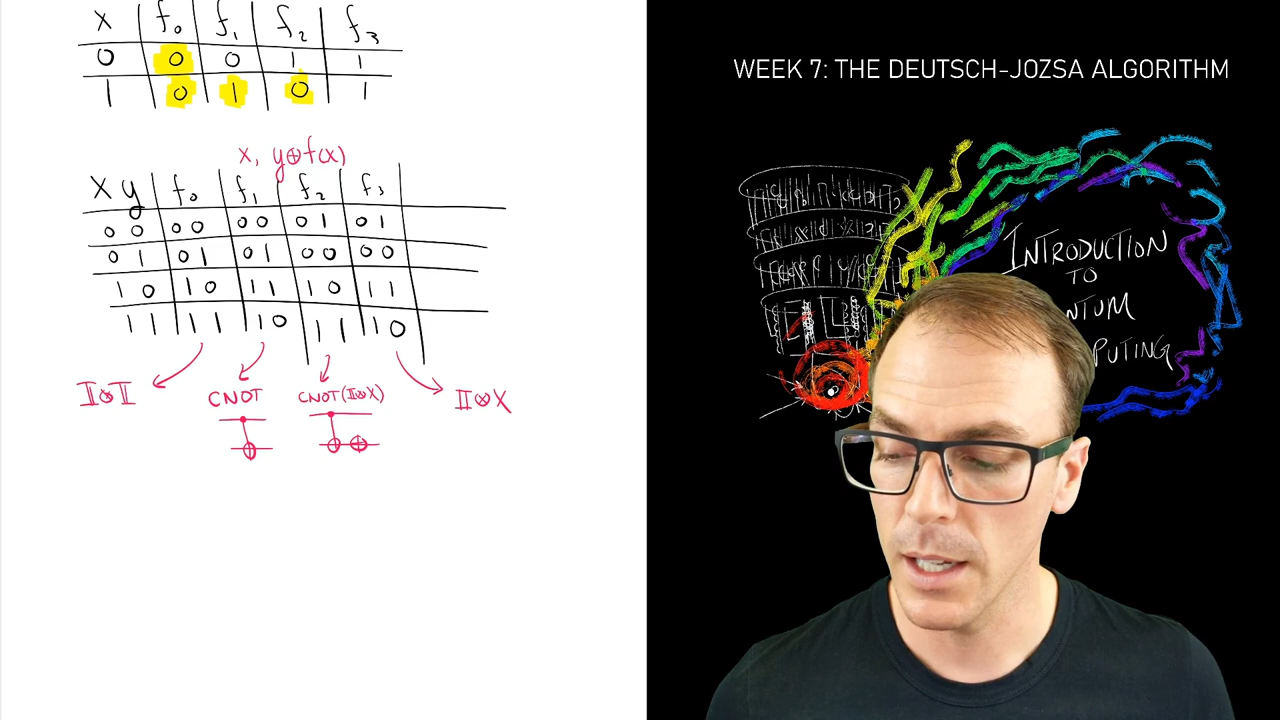 x f₀ f₁ f₂ f₃
0 0 0 1 1
1 0 1 0 1
x, y⊕f(x)
x y f₀ f₁ f₂ f₃
0 0 0 0 0 0 0 1 0 1
0 1 0 1 0 1 0 0 0 0
1 0 1 0 1 1 1 0 1 1
1 1 1 1 1 0 1 1 1 0
𝕀⊗𝕀 CNOT CNOT(𝕀⊗X) 𝕀⊗X
WEEK 7: THE DEUTSCH-JOZSA ALGORITHM
INTRODUCTION
TO
NTUM
PUTING